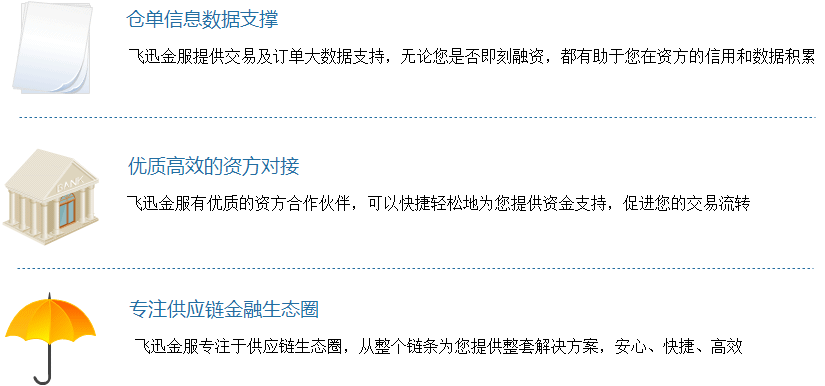 仓单信息数据支撑
飞迅金服提供交易及订单大数据支持，无论您是否即刻融资，都有助于您在资方的信用和数据积累
优质高效的资方对接
BANK
飞迅金服有优质的资方合作伙伴，可以快捷轻松地为您提供资金支持，促进您的交易流转
专注供应链金融生态圈
飞迅金服专注于供应链生态圈，从整个链条为您提供整套解决方案，安心、快捷、高效